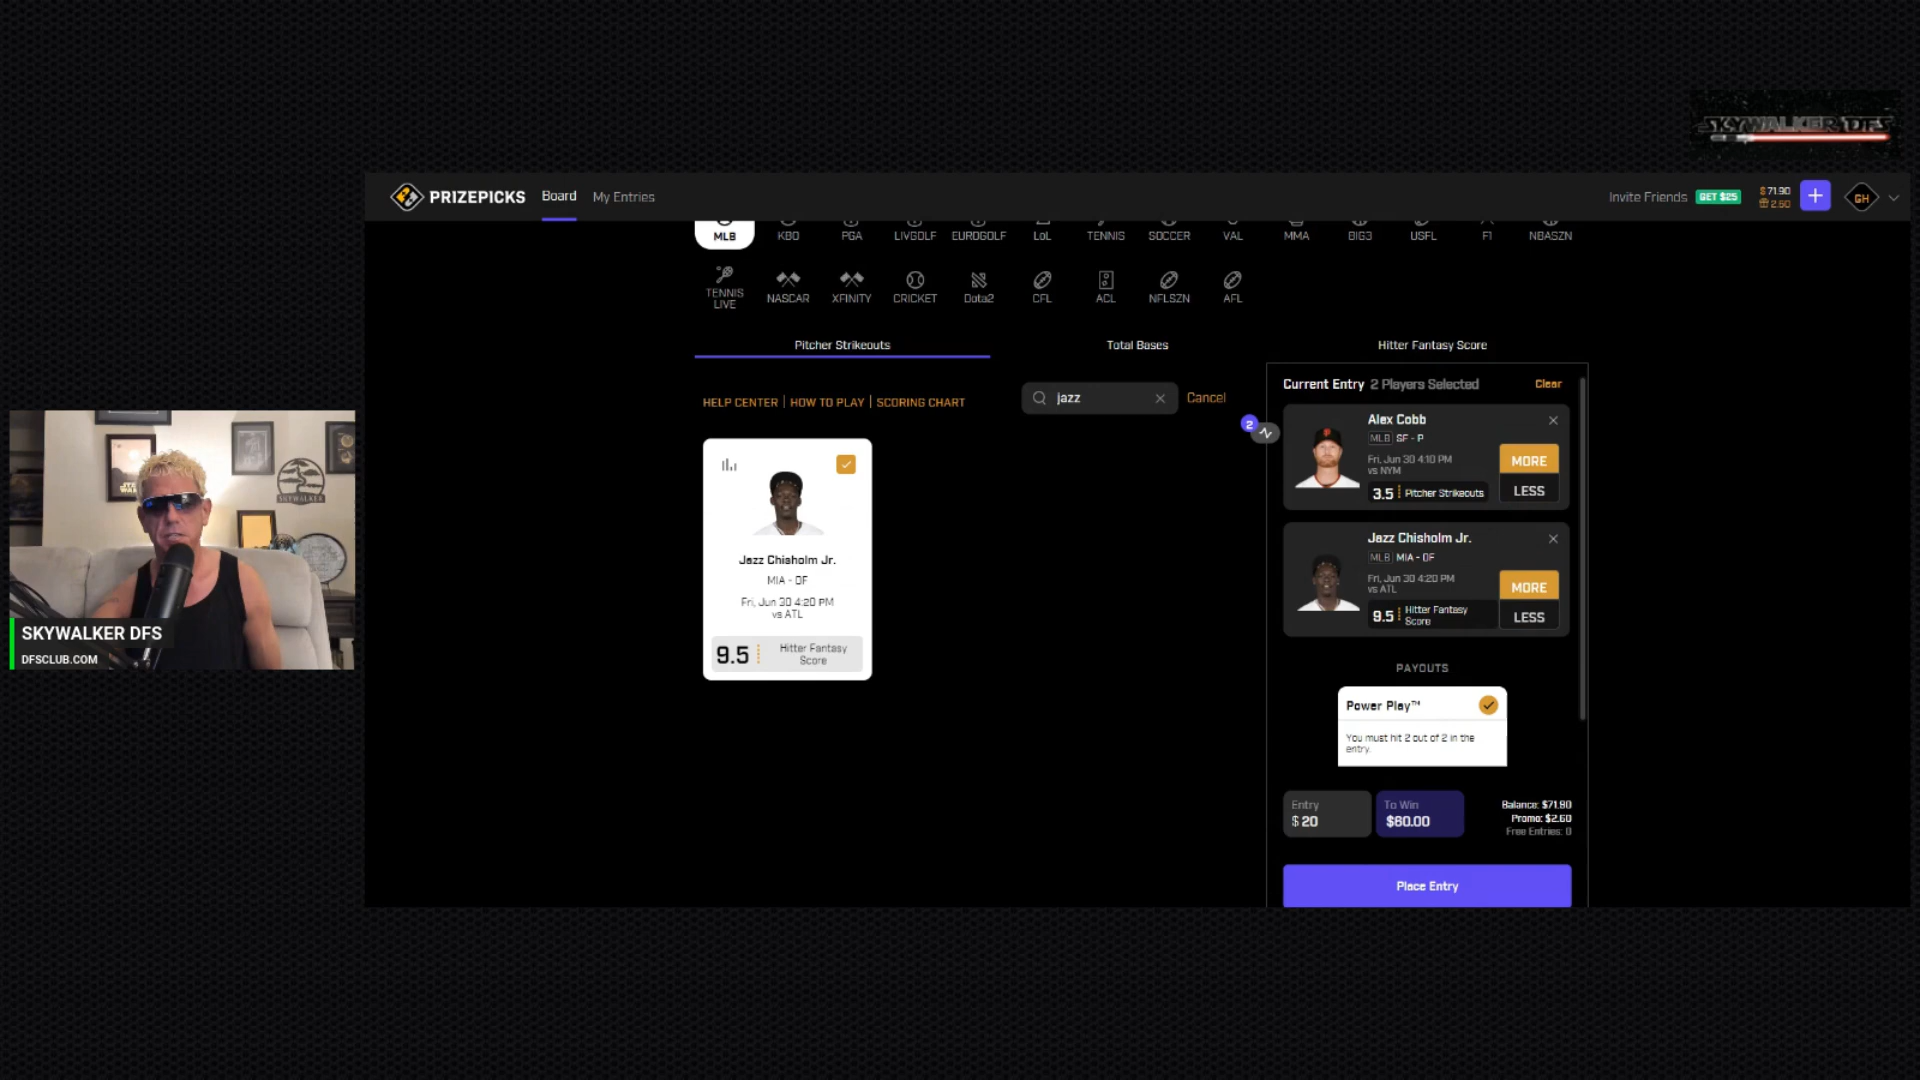 SKYWALKER DFS
PRIZEPICKS
Board
My Entries
Invite Friends
GET $25
$71.90
2.60
GH
MLB
KBO
PGA
LIVGOLF
EUROGOLF
LoL
TENNIS
SOCCER
VAL
MMA
BIG3
USFL
F1
NBASZN
TENNIS
LIVE
NASCAR
XFINITY
CRICKET
Dota2
CFL
ACL
NFLSZN
AFL
Pitcher Strikeouts
Total Bases
Hitter Fantasy Score
HELP CENTER | HOW TO PLAY | SCORING CHART
jazz
Cancel
Jazz Chisholm Jr.
MIA - OF
Fri, Jun 30 4:20 PM
vs ATL
9.5
Hitter Fantasy
Score
2
Current Entry 2 Players Selected
Clear
Alex Cobb
MLB SF - P
Fri, Jun 30 4:10 PM
vs NYM
3.5 Pitcher Strikeouts
MORE
LESS
Jazz Chisholm Jr.
MLB MIA - OF
Fri, Jun 30 4:20 PM
vs ATL
9.5 Hitter Fantasy
Score
MORE
LESS
PAYOUTS
Power Play™
You must hit 2 out of 2 in the
entry.
Entry
$ 20
To Win
$60.00
Balance: $71.90
Promo: $2.60
Free Entries: 0
Place Entry
SKYWALKER
SKYWALKER DFS
DFSCLUB.COM